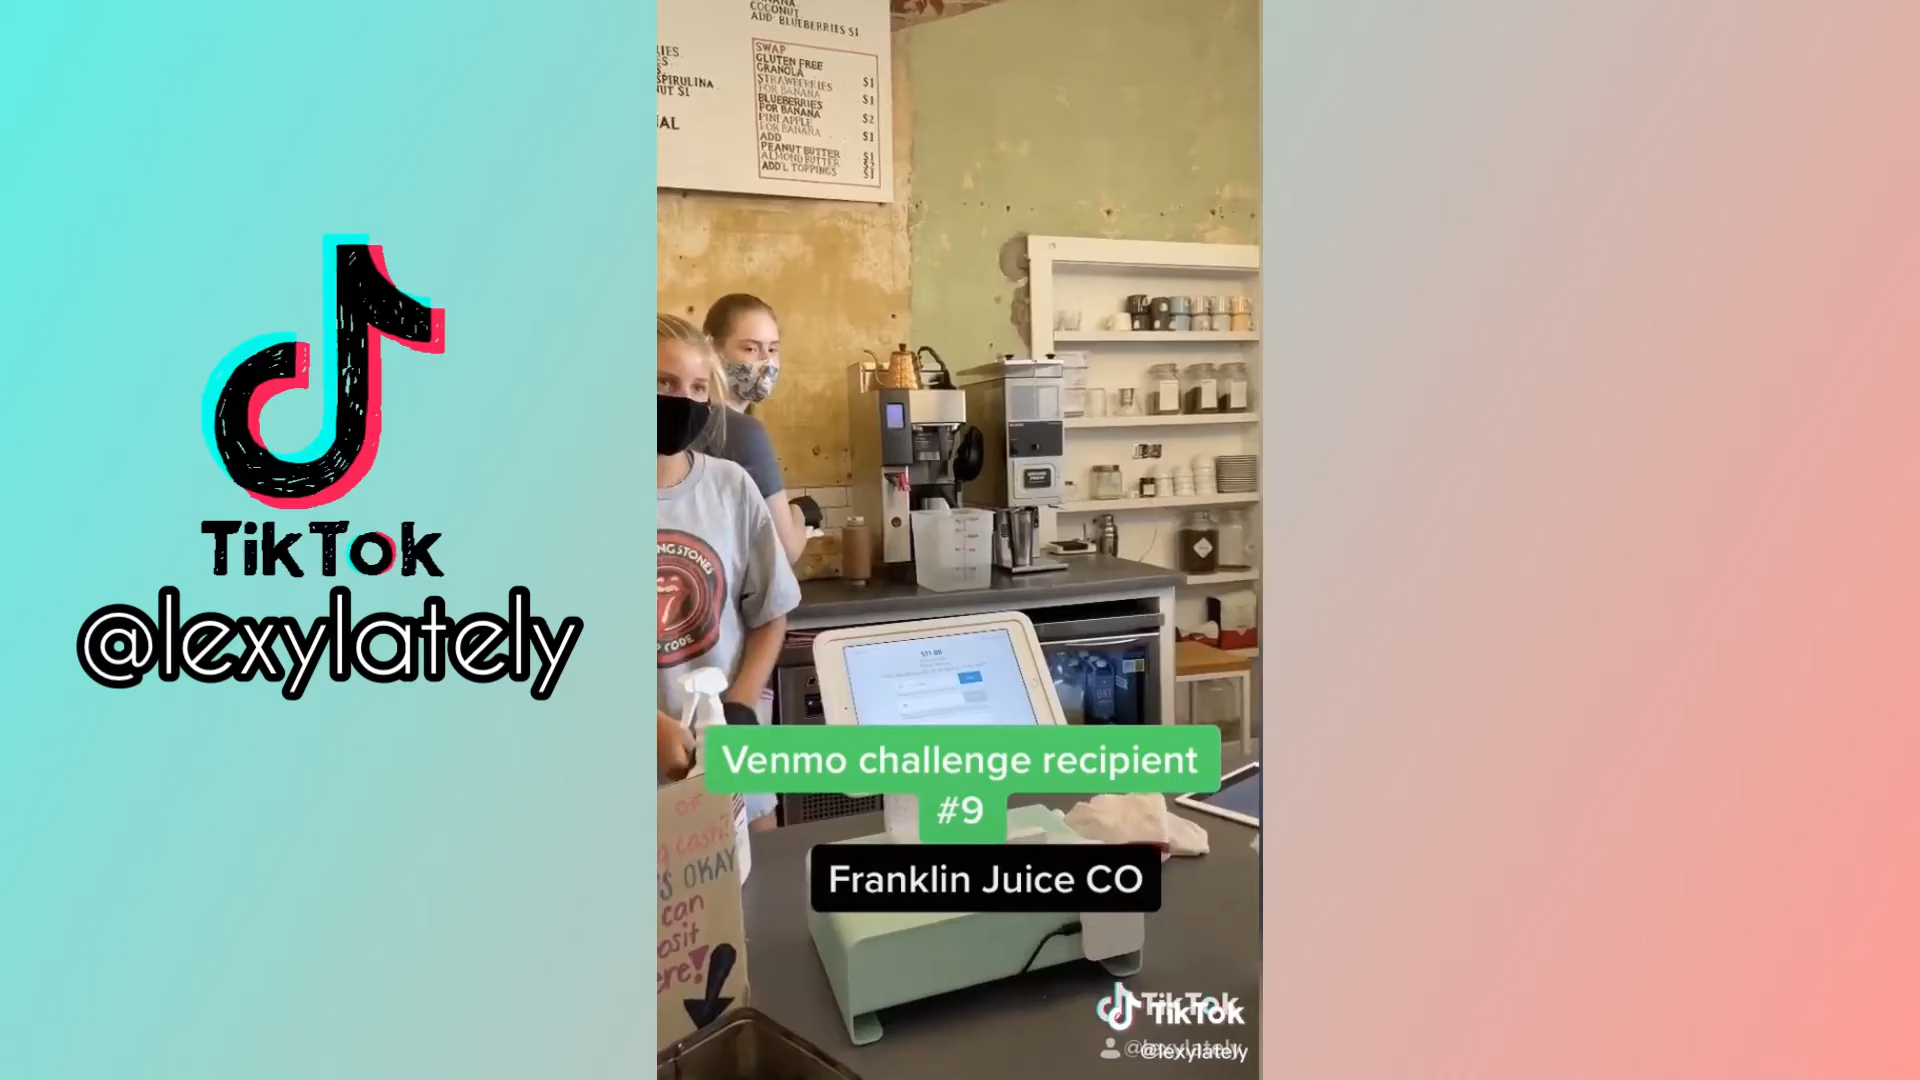 TikTok
@lexylately
COCONUT
ADD BLUEBERRIES $1
SPIRULINA
SWAP
GLUTEN FREE
GRANOLA $1
STRAWBERRIES
FOR BANANA $1
BLUEBERRIES
FOR BANANA $2
PINEAPPLE
FOR BANANA $1
ADD
PEANUT BUTTER $1
ALMOND BUTTER $2
ADD'L TOPPINGS $1
Venmo challenge recipient
#9
Franklin Juice CO
OF
cash?
OKAY
can
TikTok
@lexylately